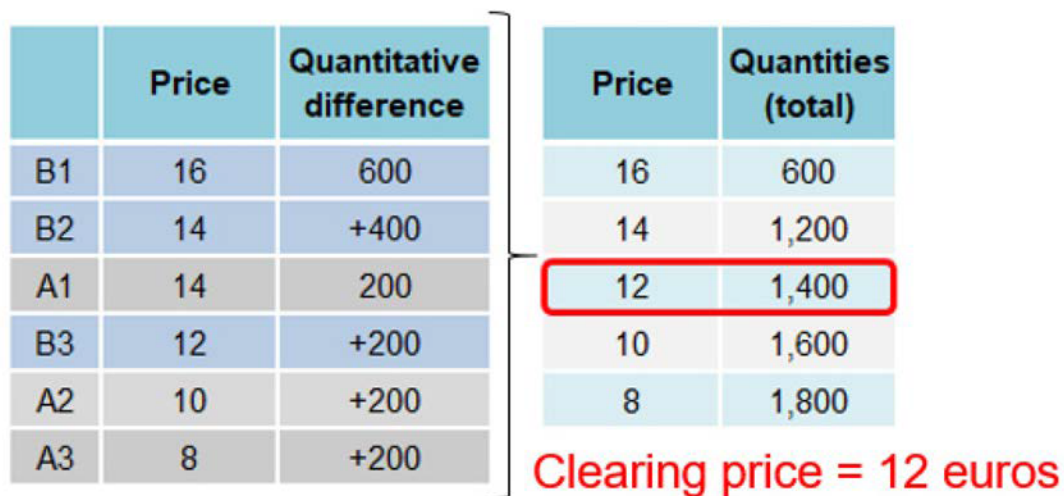 Price Quantitative difference
B1 16 600
B2 14 +400
A1 14 200
B3 12 +200
A2 10 +200
A3 8 +200
Price Quantities (total)
16 600
14 1,200
12 1,400
10 1,600
8 1,800
Clearing price = 12 euros